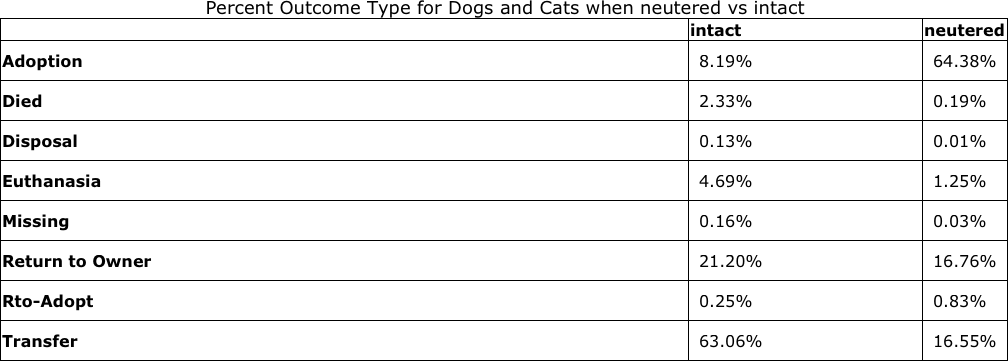 Percent Outcome Type for Dogs and Cats when neutered vs intact
intact neutered
Adoption 8.19% 64.38%
Died 2.33% 0.19%
Disposal 0.13% 0.01%
Euthanasia 4.69% 1.25%
Missing 0.16% 0.03%
Return to Owner 21.20% 16.76%
Rto-Adopt 0.25% 0.83%
Transfer 63.06% 16.55%